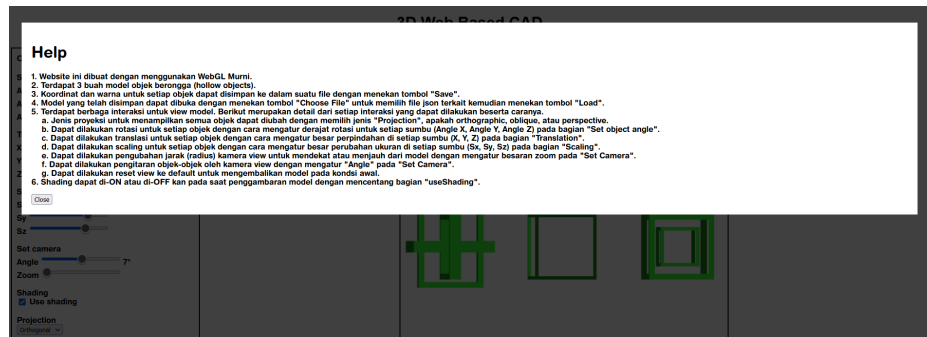 3D Web Based CAD
Help
1. Website ini dibuat dengan menggunakan WebGL Murni.
2. Terdapat 3 buah model objek berongga (hollow objects).
3. Koordinat dan warna untuk setiap objek dapat disimpan ke dalam suatu file dengan menekan tombol "Save".
4. Model yang telah disimpan dapat dibuka dengan menekan tombol "Choose File" untuk memilih file json terkait kemudian menekan tombol "Load".
5. Terdapat berbaga interaksi untuk view model. Berikut merupakan detail dari setiap interaksi yang dapat dilakukan beserta caranya.
a. Jenis proyeksi untuk menampilkan semua objek dapat diubah dengan memilih jenis "Projection", apakah orthographic, oblique, atau perspective.
b. Dapat dilakukan rotasi untuk setiap objek dengan cara mengatur derajat rotasi untuk setiap sumbu (Angle X, Angle Y, Angle Z) pada bagian "Set object angle".
c. Dapat dilakukan translasi untuk setiap objek dengan cara mengatur besar perpindahan di setiap sumbu (X, Y, Z) pada bagian "Translation".
d. Dapat dilakukan scaling untuk setiap objek dengan cara mengatur besar perubahan ukuran di setiap sumbu (Sx, Sy, Sz) pada bagian "Scaling".
e. Dapat dilakukan pengubahan jarak (radius) kamera view untuk mendekat atau menjauh dari model dengan mengatur besaran zoom pada "Set Camera".
f. Dapat dilakukan pengitaran objek-objek oleh kamera view dengan mengatur "Angle" pada "Set Camera".
g. Dapat dilakukan reset view ke default untuk mengembalikan model pada kondsi awal.
6. Shading dapat di-ON atau di-OFF kan pada saat penggambaran model dengan mencentang bagian "useShading".
Close
Sy
Sz
Set camera
Angle 7°
Zoom
Shading
Use shading
Projection
Orthogonal